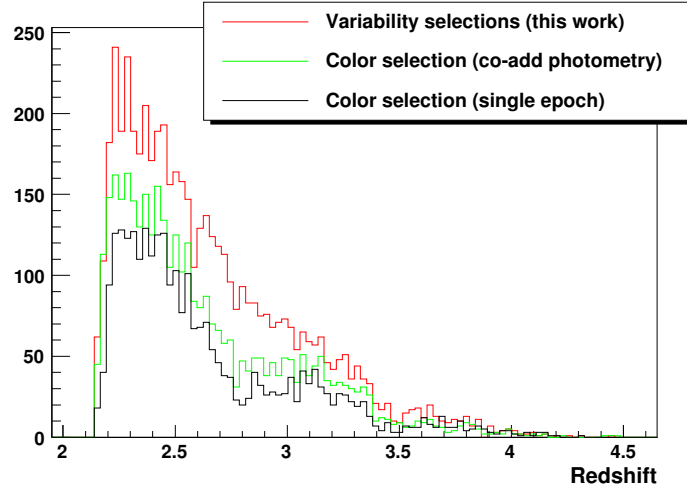 Variability selections (this work)
Color selection (co-add photometry)
Color selection (single epoch)
250
200
150
100
50
0
2 2.5 3 3.5 4 4.5
Redshift